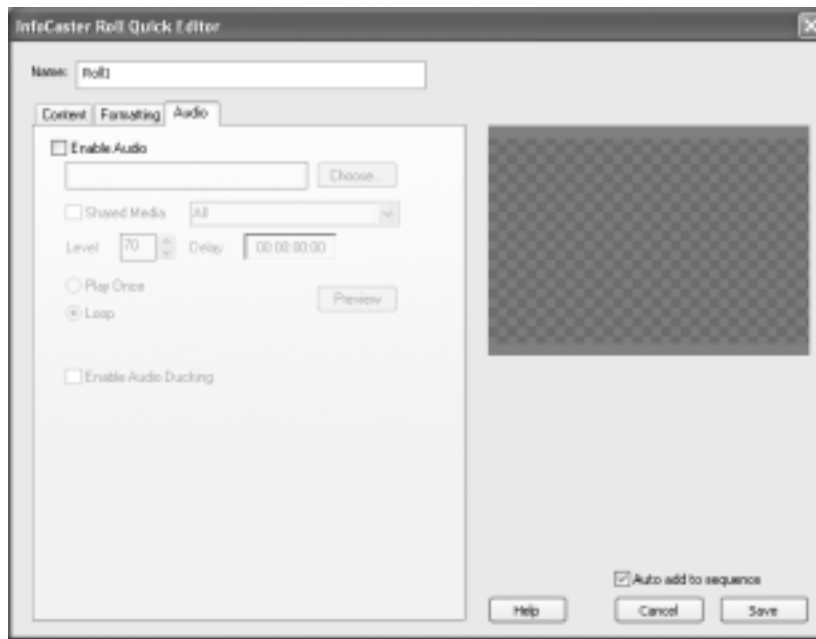 InfoCaster Roll Quick Editor
Name: Roll1
Content Formatting Audio
Enable Audio
Choose...
Shared Media All
Level 70 Delay 00:00:00:00
Play Once
Preview
Loop
Enable Audio Ducking
Auto add to sequence
Help Cancel Save